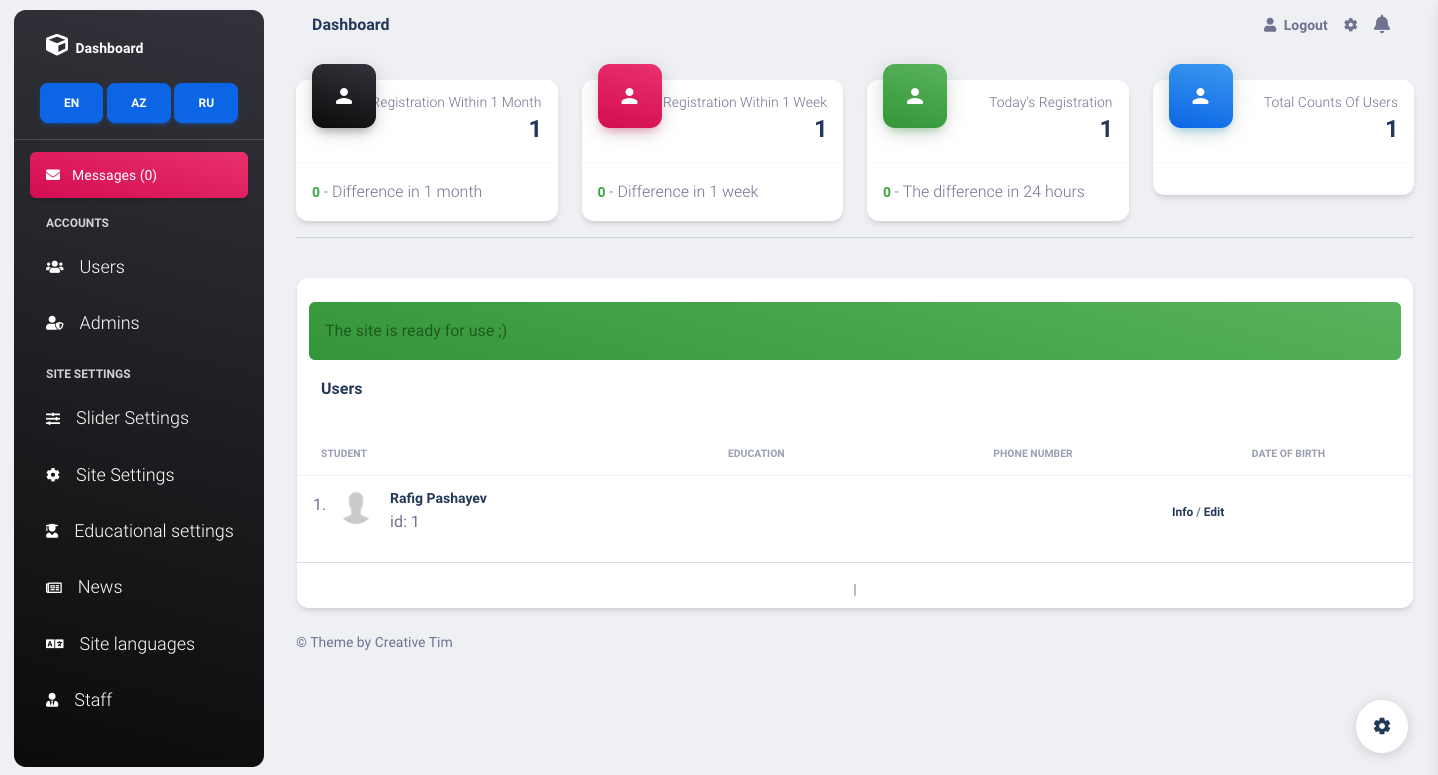 Dashboard
EN AZ RU
Messages (0)
ACCOUNTS
Users
Admins
SITE SETTINGS
Slider Settings
Site Settings
Educational settings
News
Site languages
Staff
Dashboard
Logout
Registration Within 1 Month
1
0 - Difference in 1 month
Registration Within 1 Week
1
0 - Difference in 1 week
Today's Registration
1
0 - The difference in 24 hours
Total Counts Of Users
1
The site is ready for use ;)
Users
STUDENT EDUCATION PHONE NUMBER DATE OF BIRTH
1. Rafig Pashayev
id: 1
Info / Edit
|
© Theme by Creative Tim